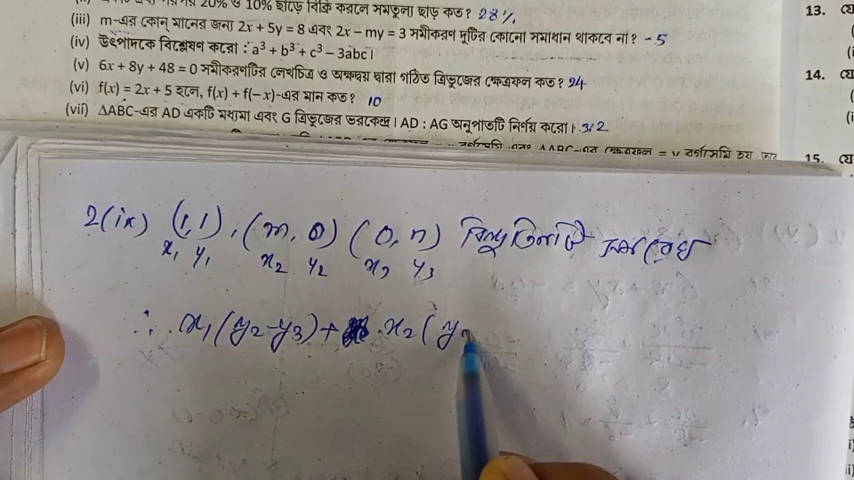 20% ও 10% ছাড়ে বিক্রি করলে সমতুল্য ছাড় কত? 28%
(iii) m-এর কোন্ মানের জন্য 2x + 5y = 8 এবং 2x – my = 3 সমীকরণ দুটির কোনো সমাধান থাকবে না? -5
(iv) উৎপাদকে বিশ্লেষণ করো : a³ + b³ + c³ – 3abc।
(v) 6x + 8y + 48 = 0 সমীকরণটির লেখচিত্র ও অক্ষদ্বয় দ্বারা গঠিত ত্রিভুজের ক্ষেত্রফল কত? 24
(vi) f(x) = 2x + 5 হলে, f(x) + f(–x)-এর মান কত? 10
(vii) ΔABC-এর AD একটি মধ্যমা এবং G ত্রিভুজের ভরকেন্দ্র। AD : AG অনুপাতটি নির্ণয় করো। 3:2
13. যে
14. যে
15. যে
2(ix) (1,1), (m, 0) (0, n) বিন্দু তিনটি সমরেখ
x₁ y₁ x₂ y₂ x₃ y₃
∴ x₁(y₂-y₃)+ x₂(y